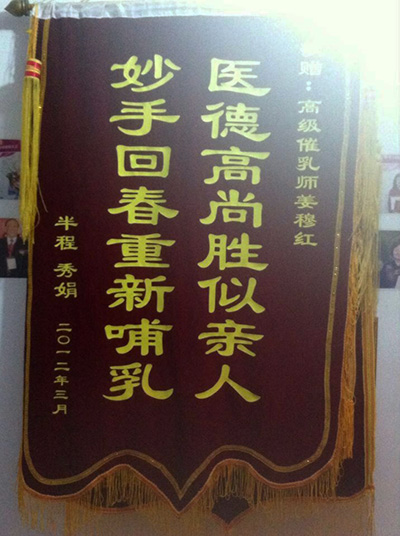 赠：高级催乳师姜穆红
医德高尚胜似亲人
妙手回春重新哺乳
半程 秀娟
二〇一二年三月